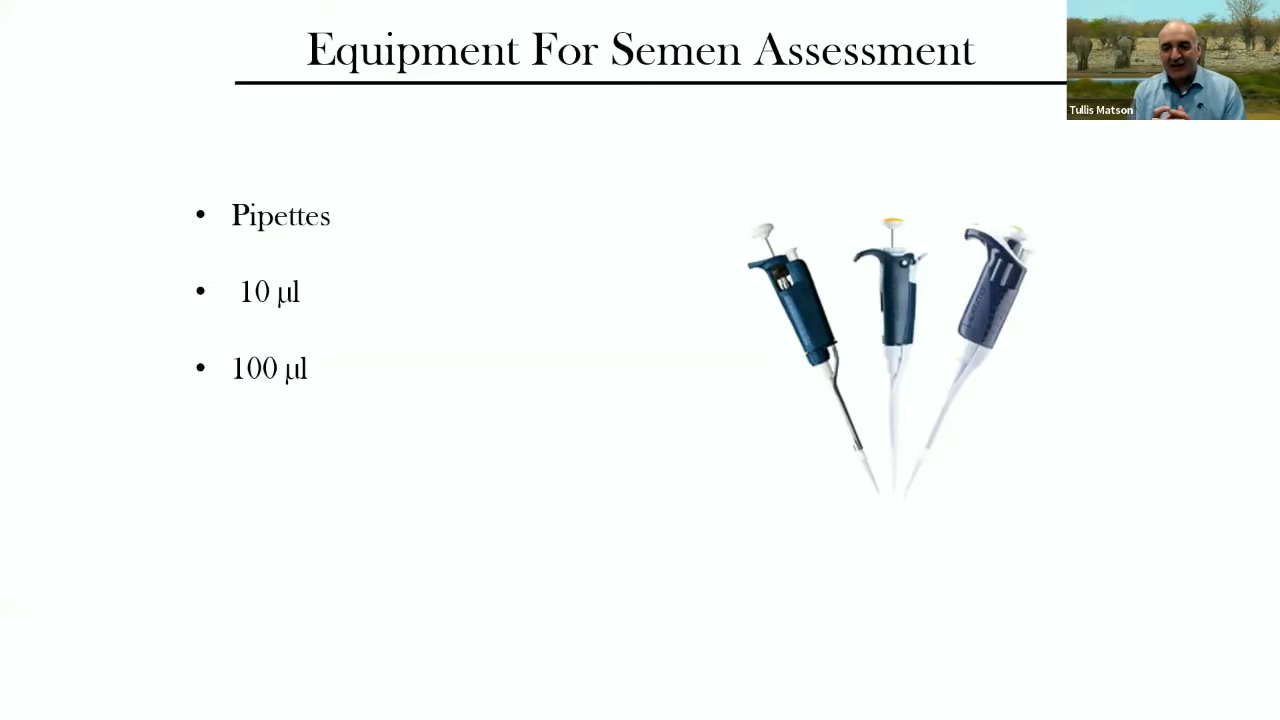 Equipment For Semen Assessment
Tullis Matson
• Pipettes
• 10 µl
• 100 µl